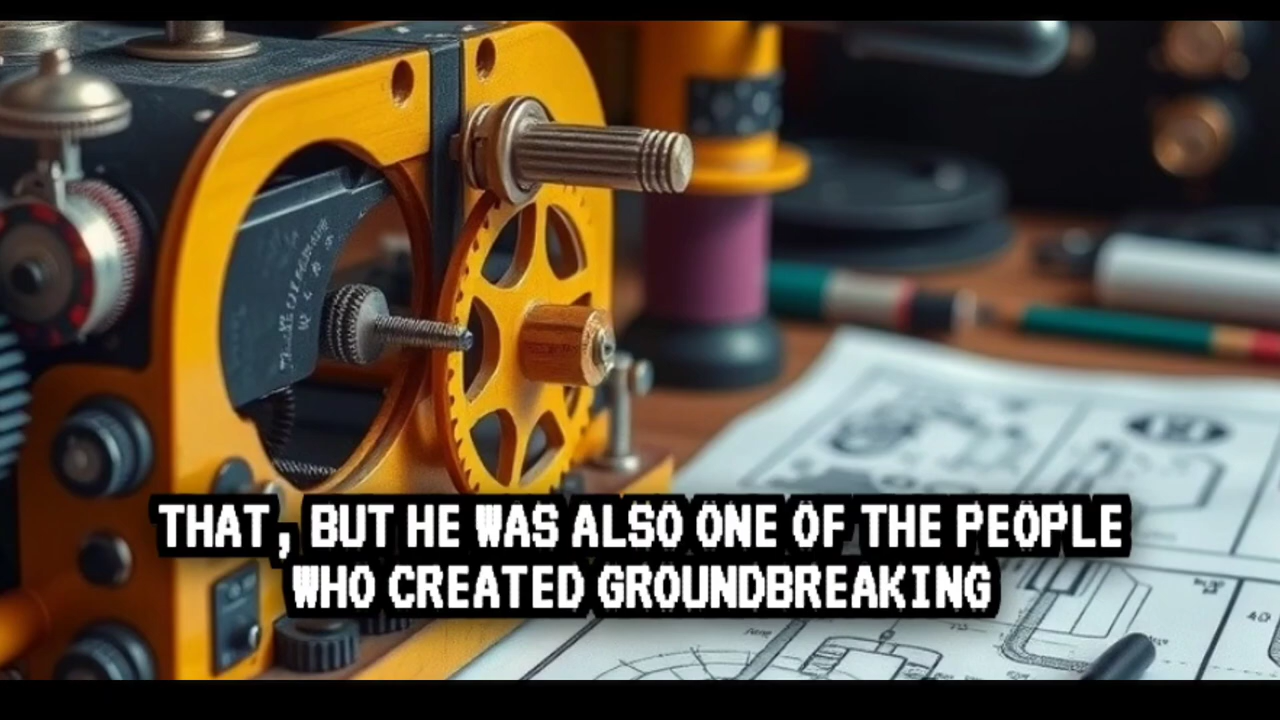 THAT, BUT HE WAS ALSO ONE OF THE PEOPLE
WHO CREATED GROUNDBREAKING